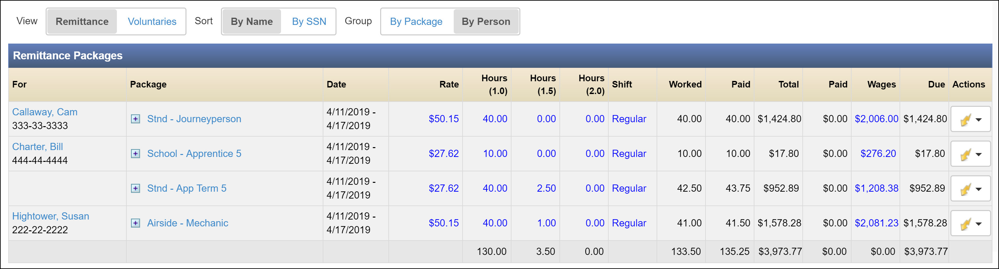 View Remittance Voluntaries Sort By Name By SSN Group By Package By Person
Remittance Packages
For Package Date Rate Hours (1.0) Hours (1.5) Hours (2.0) Shift Worked Paid Total Paid Wages Due Actions
Callaway, Cam 333-33-3333 Stnd - Journeyperson 4/11/2019 - 4/17/2019 $50.15 40.00 0.00 0.00 Regular 40.00 40.00 $1,424.80 $0.00 $2,006.00 $1,424.80
Charter, Bill 444-44-4444 School - Apprentice 5 4/11/2019 - 4/17/2019 $27.62 10.00 0.00 0.00 Regular 10.00 10.00 $17.80 $0.00 $276.20 $17.80
Stnd - App Term 5 4/11/2019 - 4/17/2019 $27.62 40.00 2.50 0.00 Regular 42.50 43.75 $952.89 $0.00 $1,208.38 $952.89
Hightower, Susan 222-22-2222 Airside - Mechanic 4/11/2019 - 4/17/2019 $50.15 40.00 1.00 0.00 Regular 41.00 41.50 $1,578.28 $0.00 $2,081.23 $1,578.28
130.00 3.50 0.00 133.50 135.25 $3,973.77 $0.00 $0.00 $3,973.77